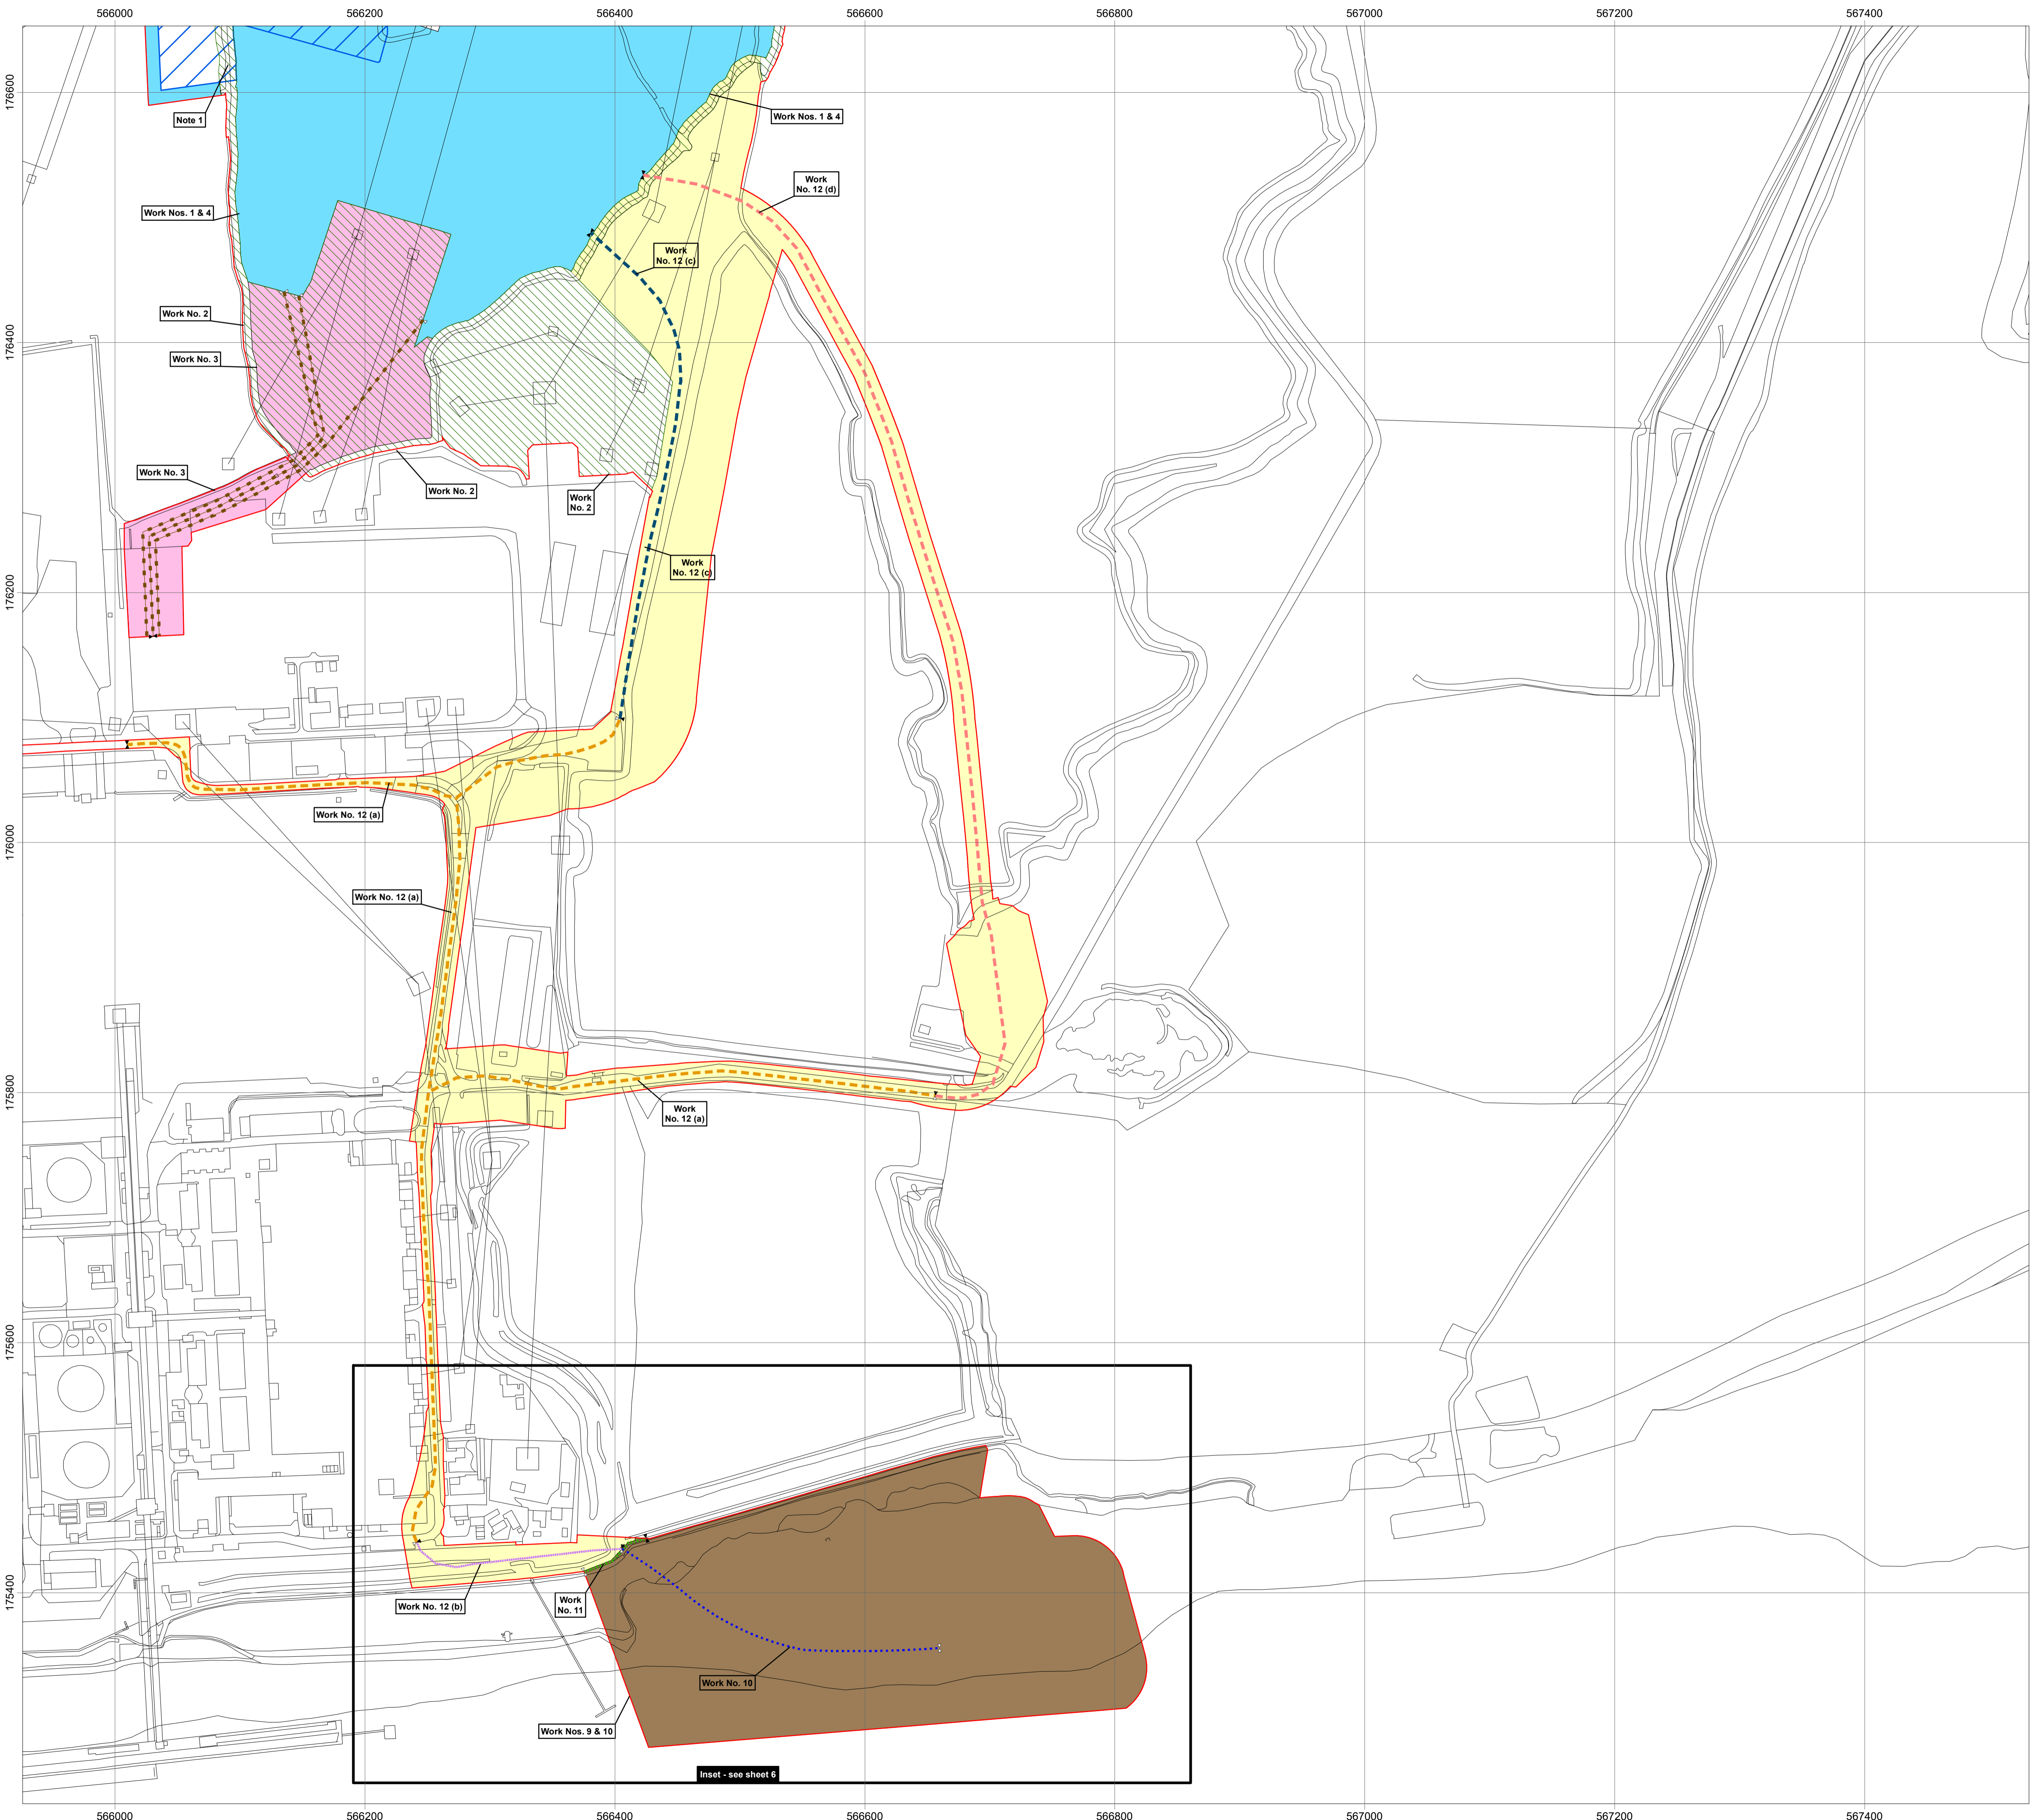 566000
566200
566400
566600
566800
567000
567200
567400
176600
176400
176200
176000
175800
175600
175400
Note 1
Work Nos. 1 & 4
Work
No. 12 (d)
Work Nos. 1 & 4
Work
No. 12 (c)
Work No. 2
Work No. 3
Work No. 3
Work No. 2
Work
No. 2
Work
No. 12 (c)
Work No. 12 (a)
Work No. 12 (a)
Work
No. 12 (a)
Work No. 12 (b)
Work
No. 11
Work No. 10
Work Nos. 9 & 10
Inset - see sheet 6
566000
566200
566400
566600
566800
567000
567200
567400